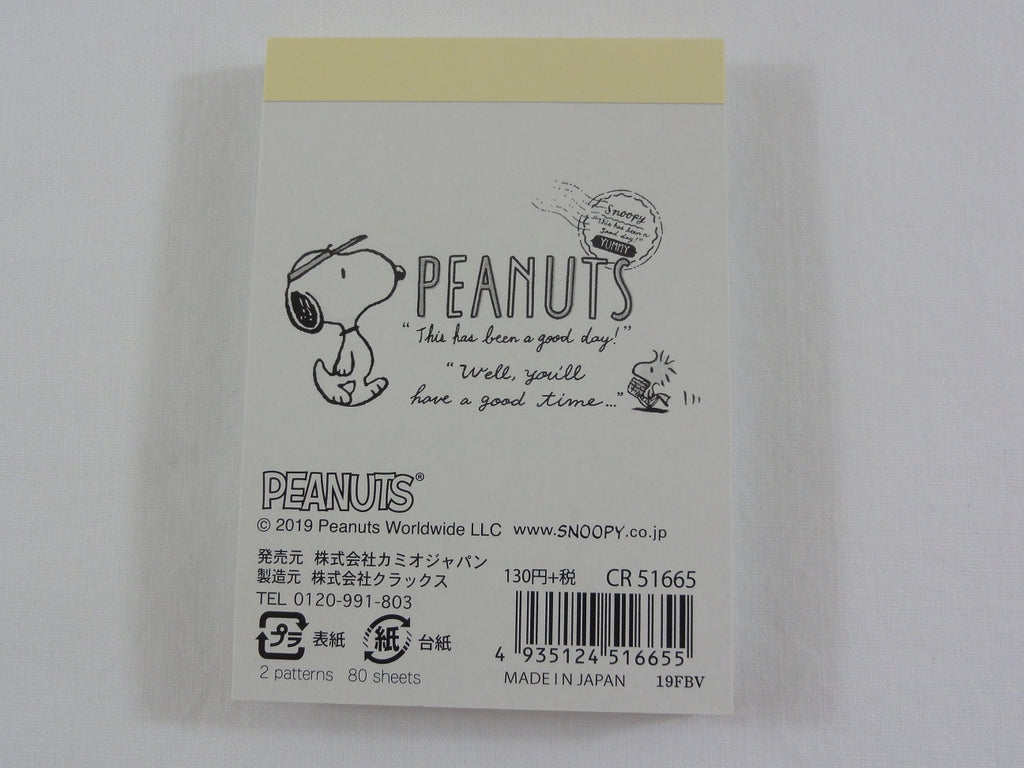 Snoopy
"This has been a
good day!"
YUMMY
PEANUTS
"This has been a good day!"
"Well, you'll
have a good time..."
PEANUTS®
© 2019 Peanuts Worldwide LLC www.SNOOPY.co.jp
発売元 株式会社カミオジャパン
製造元 株式会社クラックス
TEL 0120-991-803
130円+税 CR 51665
プラ 表紙 紙 台紙
4 935124 516655
2 patterns 80 sheets
MADE IN JAPAN 19FBV